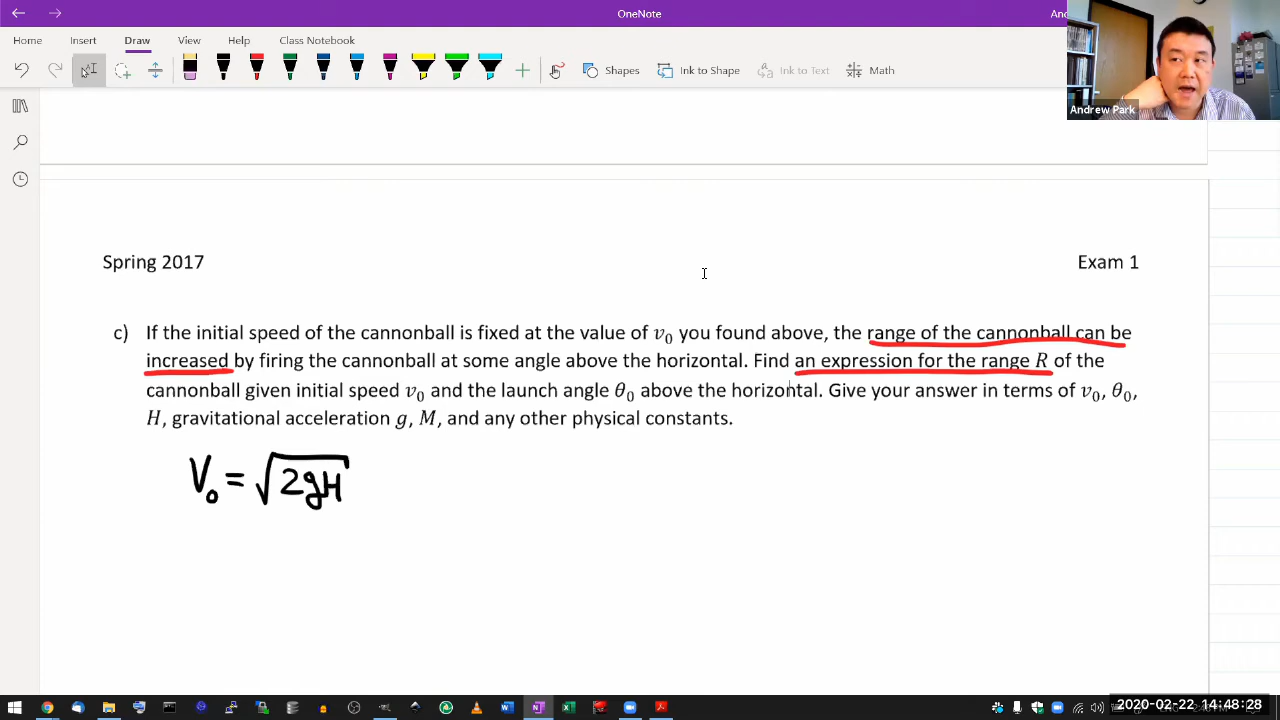 OneNote
An
Home Insert Draw View Help Class Notebook
Shapes Ink to Shape Ink to Text Math
Andrew Park
Spring 2017 Exam 1
c) If the initial speed of the cannonball is fixed at the value of v₀ you found above, the range of the cannonball can be
increased by firing the cannonball at some angle above the horizontal. Find an expression for the range R of the
cannonball given initial speed v₀ and the launch angle θ₀ above the horizontal. Give your answer in terms of v₀, θ₀,
H, gravitational acceleration g, M, and any other physical constants.
V₀ = √2gH
2020-02-22 14:48:28